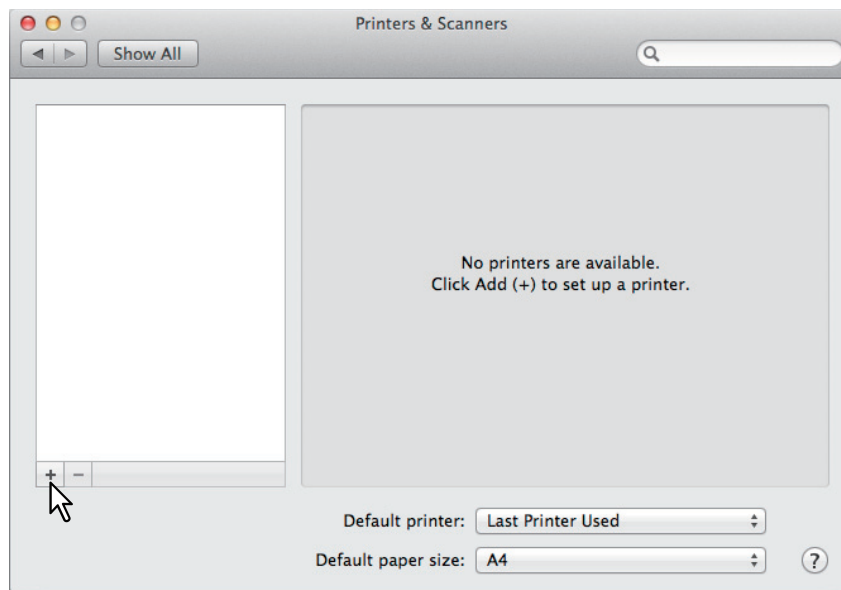 Printers & Scanners
Show All
No printers are available.
Click Add (+) to set up a printer.
+ −
Default printer: Last Printer Used
Default paper size: A4 ?